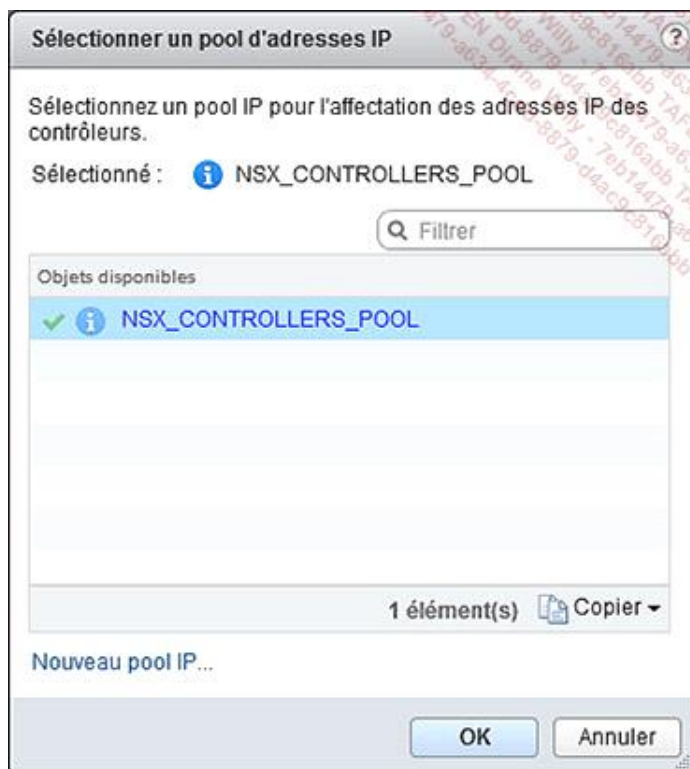 Sélectionner un pool d'adresses IP
?
Sélectionnez un pool IP pour l'affectation des adresses IP des
contrôleurs.
Sélectionné : NSX_CONTROLLERS_POOL
Filtrer
Objets disponibles
NSX_CONTROLLERS_POOL
1 élément(s) Copier
Nouveau pool IP...
OK Annuler